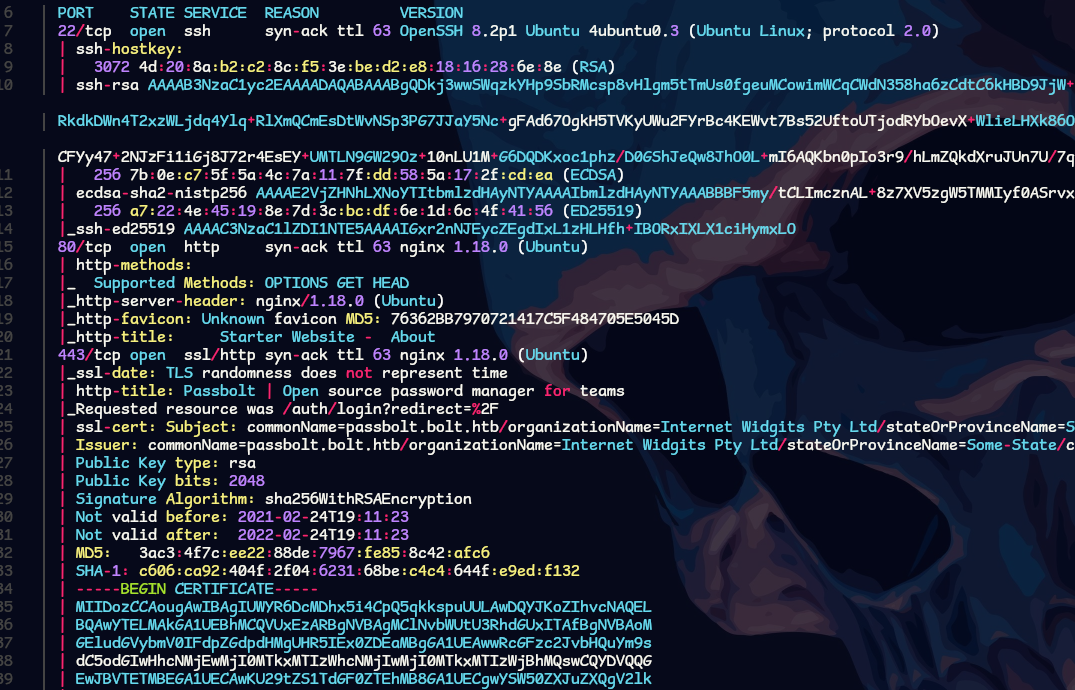 6 PORT STATE SERVICE REASON VERSION
7 22/tcp open ssh syn-ack ttl 63 OpenSSH 8.2p1 Ubuntu 4ubuntu0.3 (Ubuntu Linux; protocol 2.0)
8 | ssh-hostkey:
9 | 3072 4d:20:8a:b2:c2:8c:f5:3e:be:d2:e8:18:16:28:6e:8e (RSA)
10 | ssh-rsa AAAAB3NzaC1yc2EAAAADAQABAAABgQDkj3wwSWqzkYHp9SbRMcsp8vHlgm5tTmUs0fgeuMCowimWCqCWdN358ha6zCdtC6kHBD9JjW+
RkdkDWn4T2xzWLjdq4Ylq+RlXmQCmEsDtWvNSp3PG7JJaY5Nc+gFAd67OgkH5TVKyUWu2FYrBc4KEWvt7Bs52UftoUTjodRYbOevX+WlieLHXk86O
CFYy47+2NJzFi1iGj8J72r4EsEY+UMTLN9GW29Oz+10nLU1M+G6DQDKxoc1phz/D0GShJeQw8JhO0L+mI6AQKbn0pIo3r9/hLmZQkdXruJUn7U/7q
11 | 256 7b:0e:c7:5f:5a:4c:7a:11:7f:dd:58:5a:17:2f:cd:ea (ECDSA)
12 | ecdsa-sha2-nistp256 AAAAE2VjZHNhLXNoYTItbmlzdHAyNTYAAAAIbmlzdHAyNTYAAABBBF5my/tCLImcznAL+8z7XV5zgW5TMMIyf0ASrvx
13 | 256 a7:22:4e:45:19:8e:7d:3c:bc:df:6e:1d:6c:4f:41:56 (ED25519)
14 |_ssh-ed25519 AAAAC3NzaC1lZDI1NTE5AAAAIGxr2nNJEycZEgdIxL1zHLHfh+IBORxIXLX1ciHymxLO
15 80/tcp open http syn-ack ttl 63 nginx 1.18.0 (Ubuntu)
16 | http-methods:
17 |_ Supported Methods: OPTIONS GET HEAD
18 |_http-server-header: nginx/1.18.0 (Ubuntu)
19 |_http-favicon: Unknown favicon MD5: 76362BB7970721417C5F484705E5045D
20 |_http-title: Starter Website - About
21 443/tcp open ssl/http syn-ack ttl 63 nginx 1.18.0 (Ubuntu)
22 |_ssl-date: TLS randomness does not represent time
23 | http-title: Passbolt | Open source password manager for teams
24 |_Requested resource was /auth/login?redirect=%2F
25 | ssl-cert: Subject: commonName=passbolt.bolt.htb/organizationName=Internet Widgits Pty Ltd/stateOrProvinceName=S
26 | Issuer: commonName=passbolt.bolt.htb/organizationName=Internet Widgits Pty Ltd/stateOrProvinceName=Some-State/c
27 | Public Key type: rsa
28 | Public Key bits: 2048
29 | Signature Algorithm: sha256WithRSAEncryption
30 | Not valid before: 2021-02-24T19:11:23
31 | Not valid after: 2022-02-24T19:11:23
32 | MD5: 3ac3:4f7c:ee22:88de:7967:fe85:8c42:afc6
33 | SHA-1: c606:ca92:404f:2f04:6231:68be:c4c4:644f:e9ed:f132
34 | -----BEGIN CERTIFICATE-----
35 | MIIDozCCAougAwIBAgIUWYR6DcMDhx5i4CpQ5qkkspuUULAwDQYJKoZIhvcNAQEL
36 | BQAwYTELMAkGA1UEBhMCQVUxEzARBgNVBAgMClNvbWUtU3RhdGUxITAfBgNVBAoM
37 | GEludGVybmV0IFdpZGdpdHMgUHR5IEx0ZDEaMBgGA1UEAwwRcGFzc2JvbHQuYm9s
38 | dC5odGIwHhcNMjEwMjI0MTkxMTIzWhcNMjIwMjI0MTkxMTIzWjBhMQswCQYDVQQG
39 | EwJBVTETMBEGA1UECAwKU29tZS1TdGF0ZTEhMB8GA1UECgwYSW50ZXJuZXQgV2lk